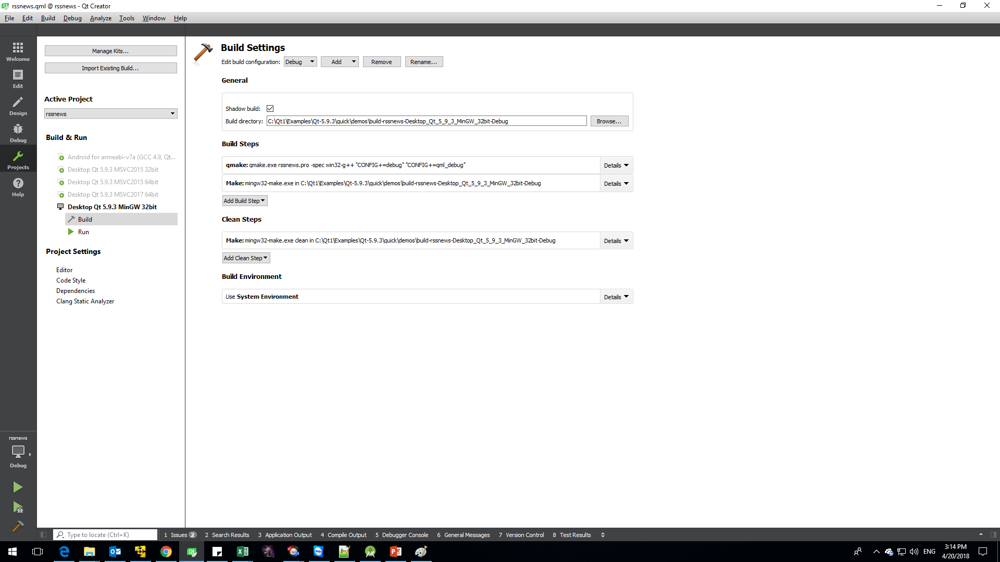 rssnews.qml @ rssnews - Qt Creator
File Edit Build Debug Analyze Tools Window Help
Welcome
Edit
Design
Debug
Projects
Help
rssnews
Debug
Manage Kits...
Import Existing Build...
Active Project
rssnews
Build & Run
Android for armeabi-v7a (GCC 4.9, Qt...
Desktop Qt 5.9.3 MSVC2015 32bit
Desktop Qt 5.9.3 MSVC2015 64bit
Desktop Qt 5.9.3 MSVC2017 64bit
Desktop Qt 5.9.3 MinGW 32bit
Build
Run
Project Settings
Editor
Code Style
Dependencies
Clang Static Analyzer
Build Settings
Edit build configuration: Debug Add Remove Rename...
General
Shadow build:
Build directory: C:\Qt1\Examples\Qt-5.9.3\quick\demos\build-rssnews-Desktop_Qt_5_9_3_MinGW_32bit-Debug Browse...
Build Steps
qmake: qmake.exe rssnews.pro -spec win32-g++ "CONFIG+=debug" "CONFIG+=qml_debug" Details
Make: mingw32-make.exe in C:\Qt1\Examples\Qt-5.9.3\quick\demos\build-rssnews-Desktop_Qt_5_9_3_MinGW_32bit-Debug Details
Add Build Step
Clean Steps
Make: mingw32-make.exe clean in C:\Qt1\Examples\Qt-5.9.3\quick\demos\build-rssnews-Desktop_Qt_5_9_3_MinGW_32bit-Debug Details
Add Clean Step
Build Environment
Use System Environment Details
Type to locate (Ctrl+K) 1 Issues 2 2 Search Results 3 Application Output 4 Compile Output 5 Debugger Console 6 General Messages 7 Version Control 8 Test Results
ENG 3:14 PM
4/20/2018